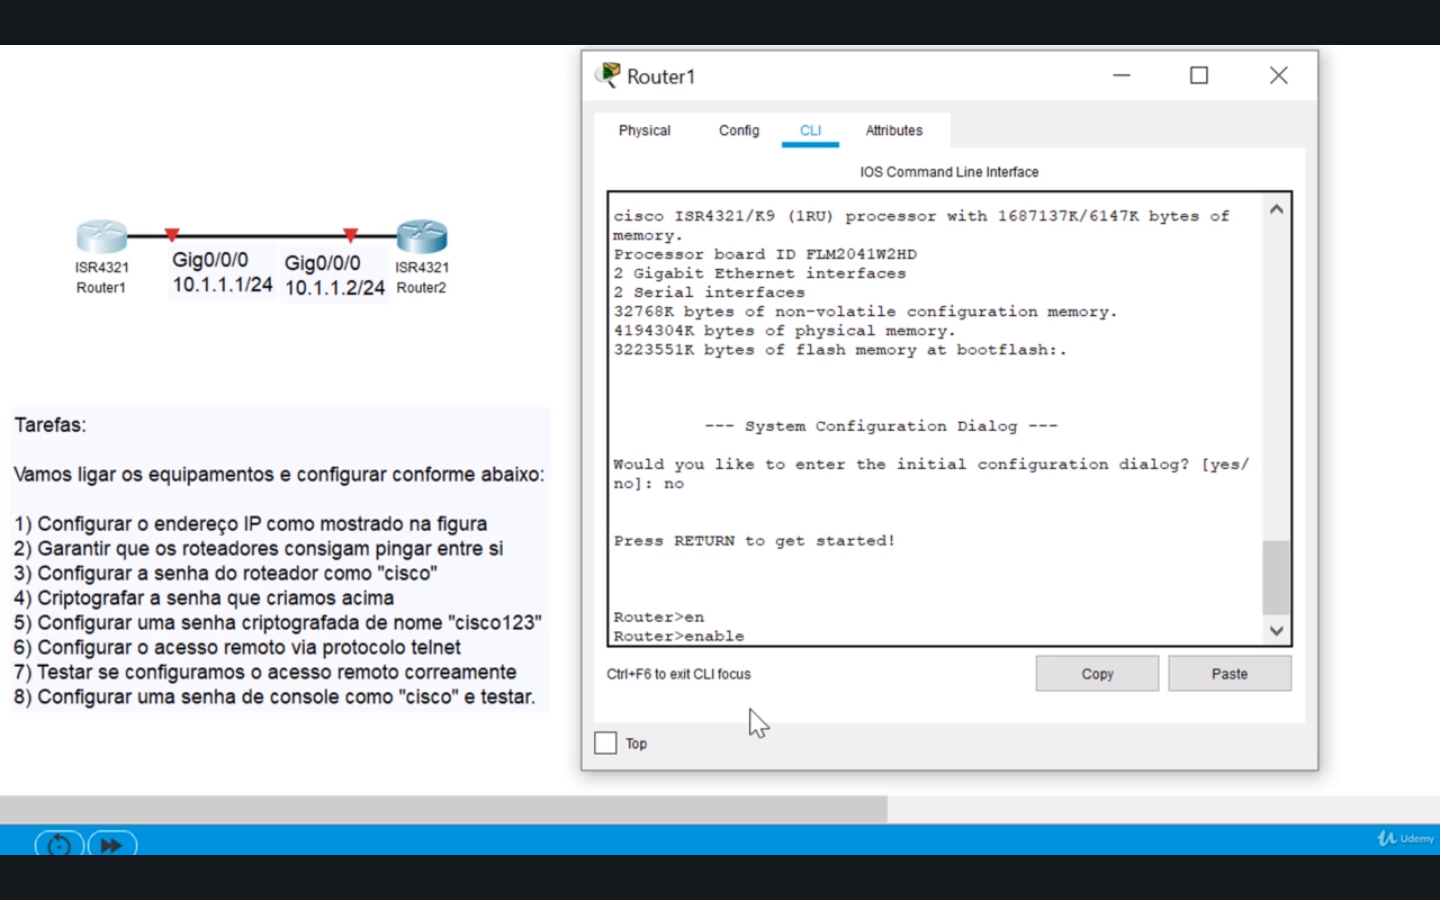 Router1
Physical Config CLI Attributes
IOS Command Line Interface
cisco ISR4321/K9 (1RU) processor with 1687137K/6147K bytes of
memory.
Processor board ID FLM2041W2HD
2 Gigabit Ethernet interfaces
2 Serial interfaces
32768K bytes of non-volatile configuration memory.
4194304K bytes of physical memory.
3223551K bytes of flash memory at bootflash:.
--- System Configuration Dialog ---
Would you like to enter the initial configuration dialog? [yes/
no]: no
Press RETURN to get started!
Router>en
Router>enable
Ctrl+F6 to exit CLI focus
Copy Paste
Top
ISR4321
Router1
Gig0/0/0
10.1.1.1/24
Gig0/0/0
10.1.1.2/24
ISR4321
Router2
Tarefas:
Vamos ligar os equipamentos e configurar conforme abaixo:
1) Configurar o endereço IP como mostrado na figura
2) Garantir que os roteadores consigam pingar entre si
3) Configurar a senha do roteador como "cisco"
4) Criptografar a senha que criamos acima
5) Configurar uma senha criptografada de nome "cisco123"
6) Configurar o acesso remoto via protocolo telnet
7) Testar se configuramos o acesso remoto correamente
8) Configurar uma senha de console como "cisco" e testar.
Udemy